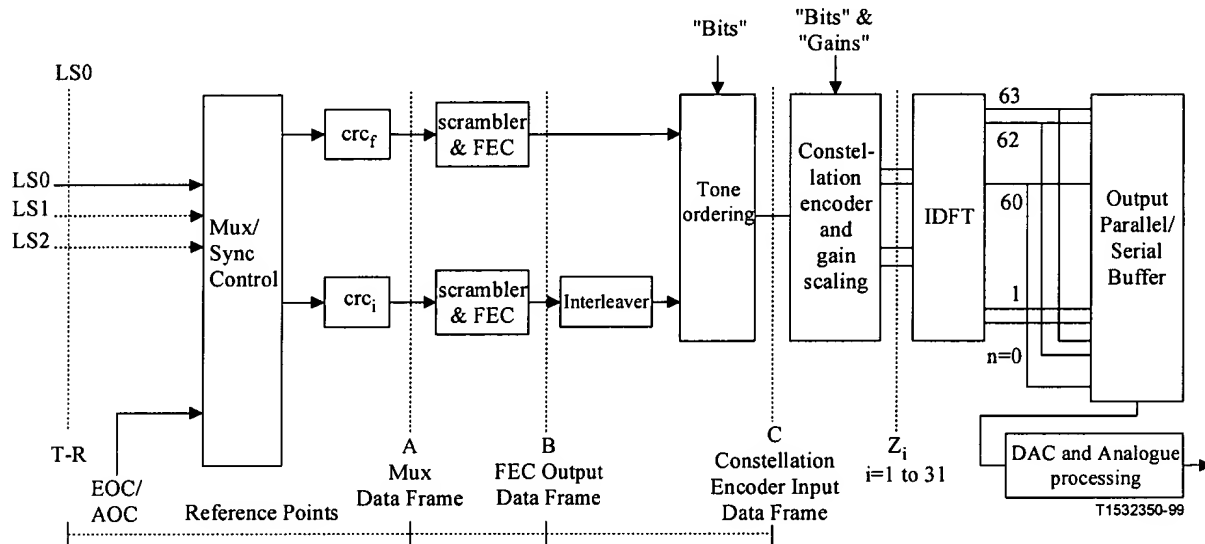 "Bits"
"Bits" &
"Gains"
LS0
LS0
LS1
LS2
Mux/
Sync
Control
crc_f
scrambler
& FEC
crc_i
scrambler
& FEC
Interleaver
Tone
ordering
Constel-
lation
encoder
and
gain
scaling
IDFT
63
62
60
1
n=0
Output
Parallel/
Serial
Buffer
T-R
EOC/
AOC
Reference Points
A
Mux
Data Frame
B
FEC Output
Data Frame
C
Constellation
Encoder Input
Data Frame
Z_i
i=1 to 31
DAC and Analogue
processing
T1532350-99